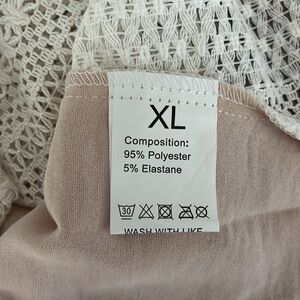 XL
Composition:
95% Polyester
5% Elastane
30
WASH WITH LIKE